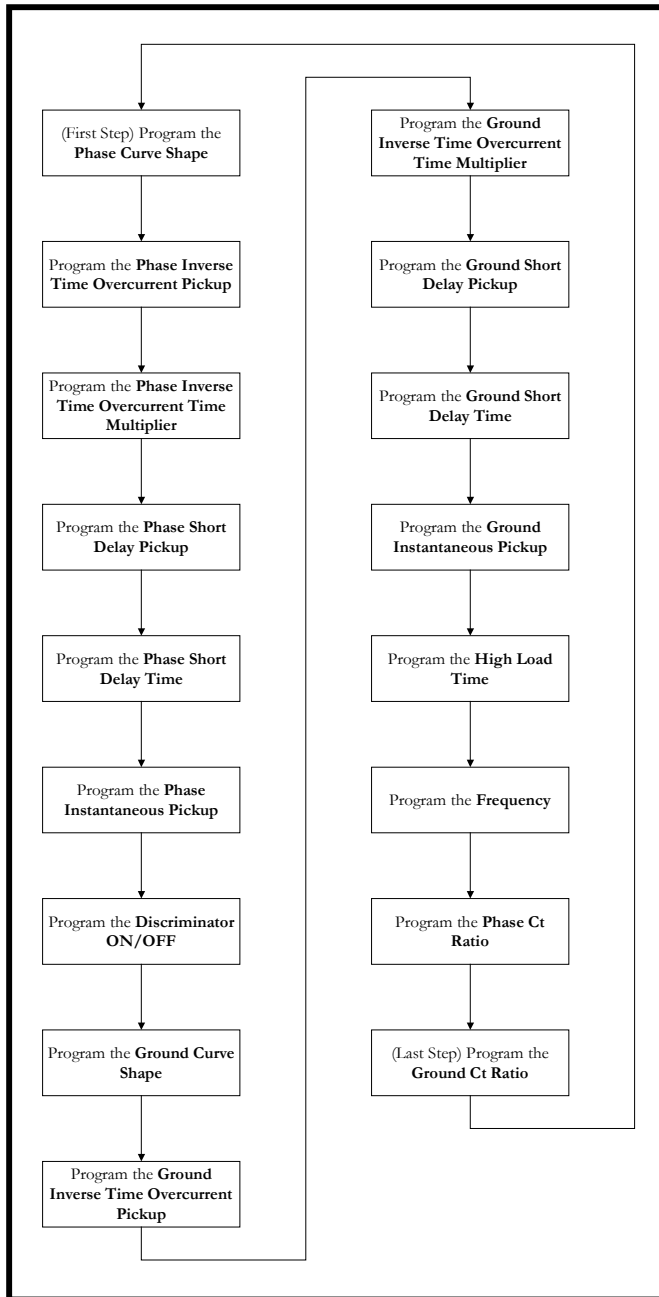 (First Step) Program the
Phase Curve Shape
Program the Phase Inverse
Time Overcurrent Pickup
Program the Phase Inverse
Time Overcurrent Time
Multiplier
Program the Phase Short
Delay Pickup
Program the Phase Short
Delay Time
Program the Phase
Instantaneous Pickup
Program the Discriminator
ON/OFF
Program the Ground Curve
Shape
Program the Ground
Inverse Time Overcurrent
Pickup
Program the Ground
Inverse Time Overcurrent
Time Multiplier
Program the Ground Short
Delay Pickup
Program the Ground Short
Delay Time
Program the Ground
Instantaneous Pickup
Program the High Load
Time
Program the Frequency
Program the Phase Ct
Ratio
(Last Step) Program the
Ground Ct Ratio